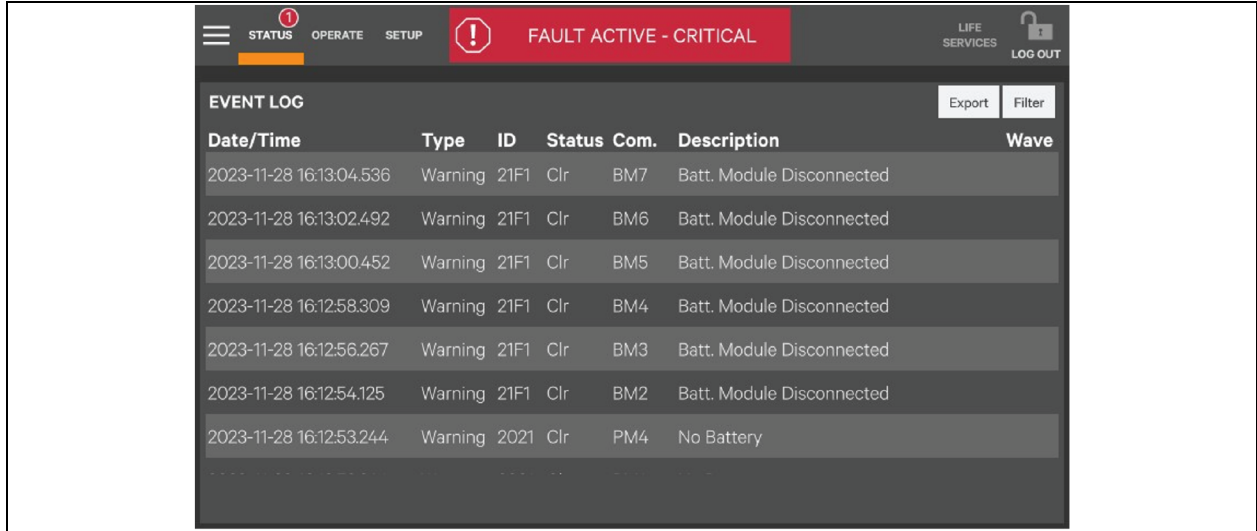 1
STATUS OPERATE SETUP ! FAULT ACTIVE - CRITICAL LIFE SERVICES LOG OUT
EVENT LOG Export Filter
Date/Time Type ID Status Com. Description Wave
2023-11-28 16:13:04.536 Warning 21F1 Clr BM7 Batt. Module Disconnected
2023-11-28 16:13:02.492 Warning 21F1 Clr BM6 Batt. Module Disconnected
2023-11-28 16:13:00.452 Warning 21F1 Clr BM5 Batt. Module Disconnected
2023-11-28 16:12:58.309 Warning 21F1 Clr BM4 Batt. Module Disconnected
2023-11-28 16:12:56.267 Warning 21F1 Clr BM3 Batt. Module Disconnected
2023-11-28 16:12:54.125 Warning 21F1 Clr BM2 Batt. Module Disconnected
2023-11-28 16:12:53.244 Warning 2021 Clr PM4 No Battery